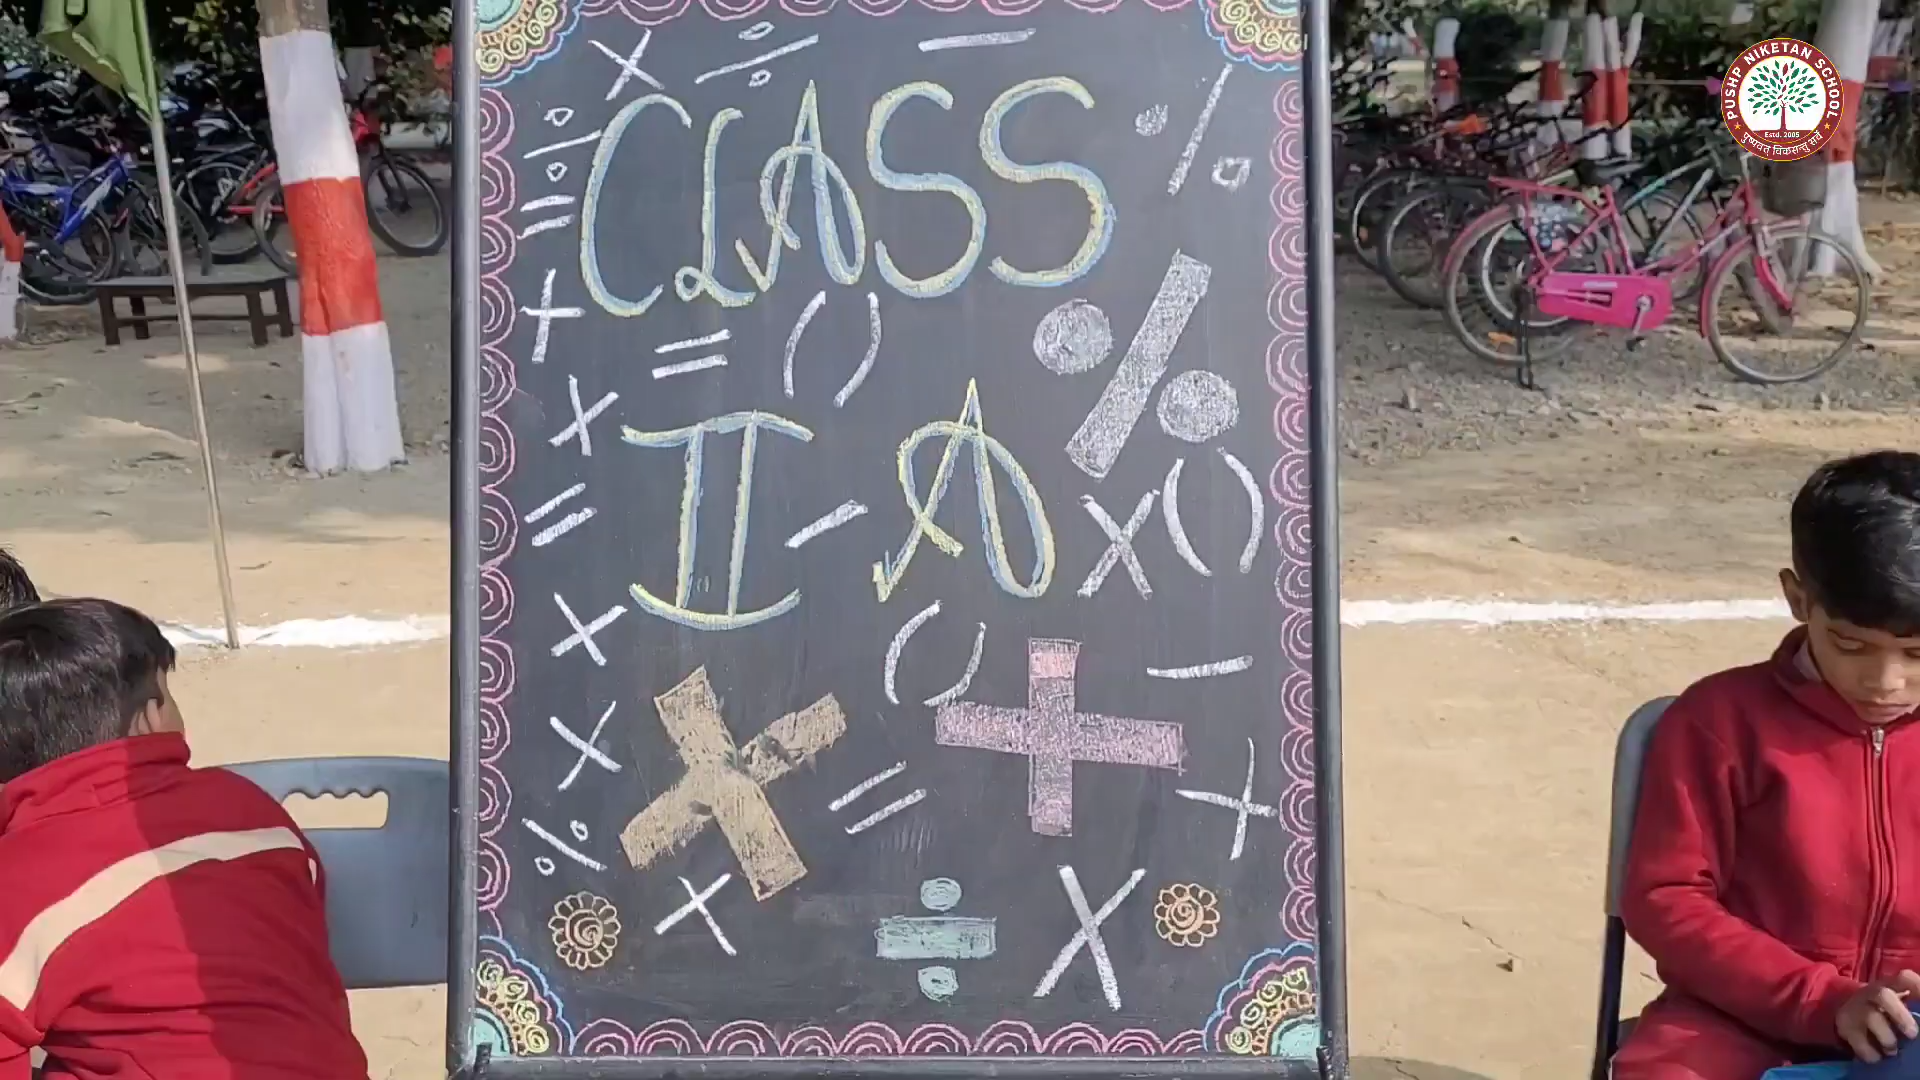 CLASS
II - A
PUSHP NIKETAN SCHOOL
Estd. 2005
पुष्पवत् विकसन्तु सर्वे